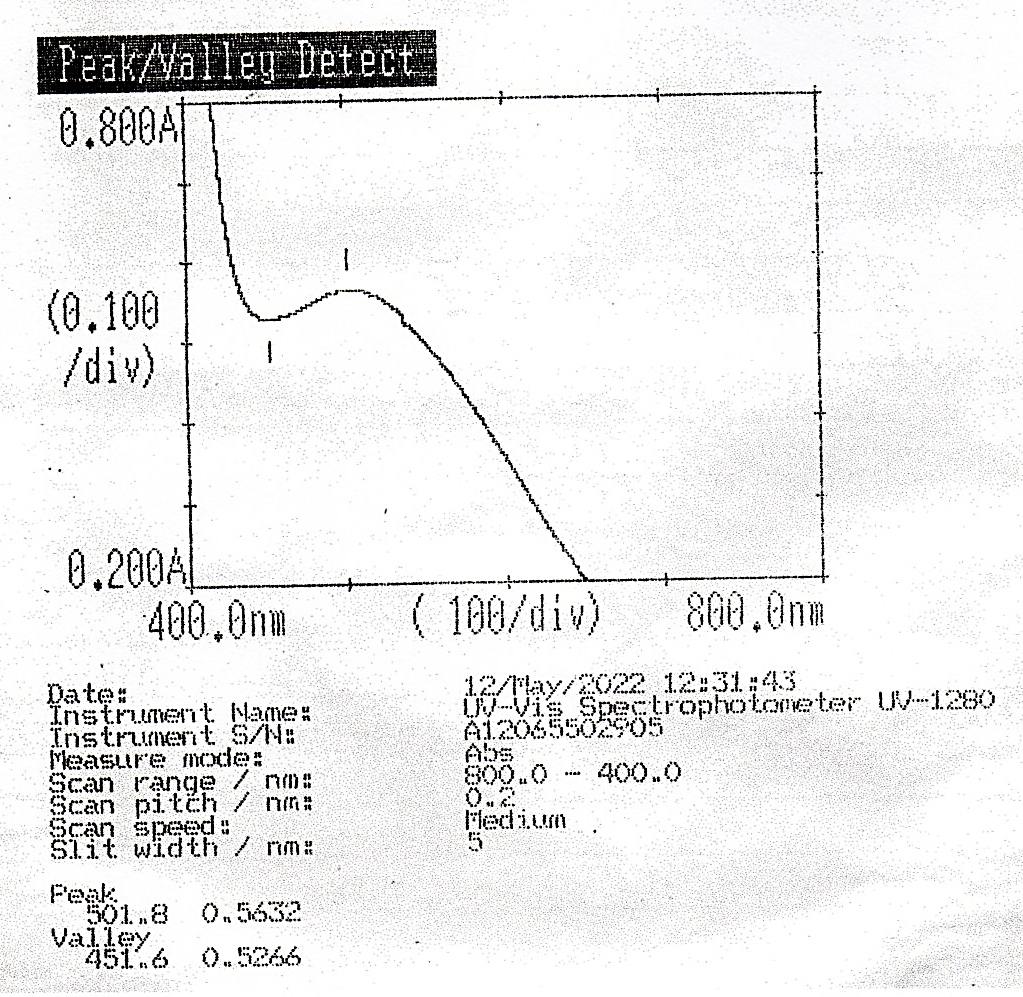 Peak/Valley Detect
0.800A
(0.100
/div)
0.200A
400.0nm ( 100/div) 800.0nm
Date: 12/May/2022 12:31:43
Instrument Name: UV-Vis Spectrophotometer UV-1280
Instrument S/N: A12065502905
Measure mode: Abs
Scan range / nm: 800.0 - 400.0
Scan pitch / nm: 0.2
Scan speed: Medium
Slit width / nm: 5
Peak
501.8 0.5632
Valley
451.6 0.5266